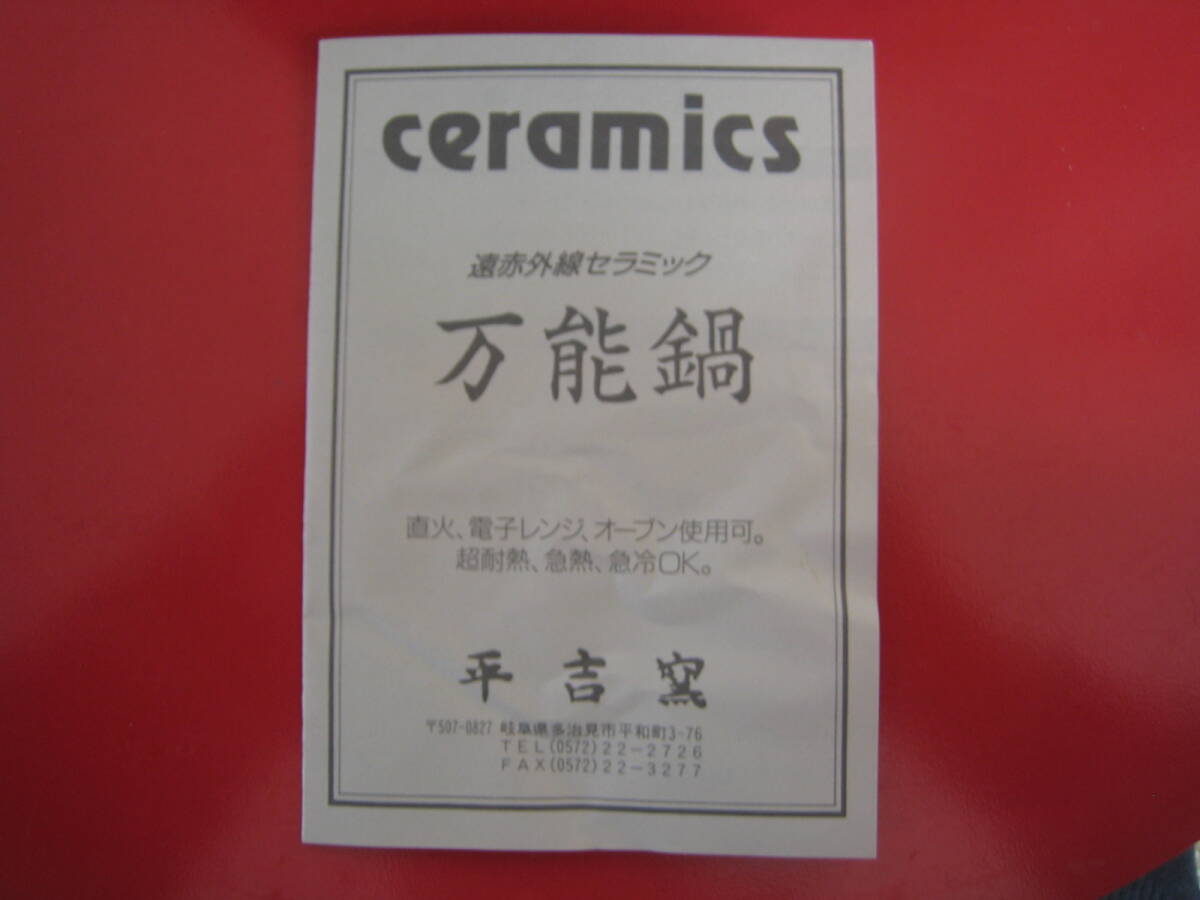 ceramics
遠赤外線セラミック
万能鍋
直火、電子レンジ、オーブン使用可。
超耐熱、急熱、急冷OK。
平吉窯
〒507-0827 岐阜県多治見市平和町3-76
TEL(0572)22-2726
FAX(0572)22-3277